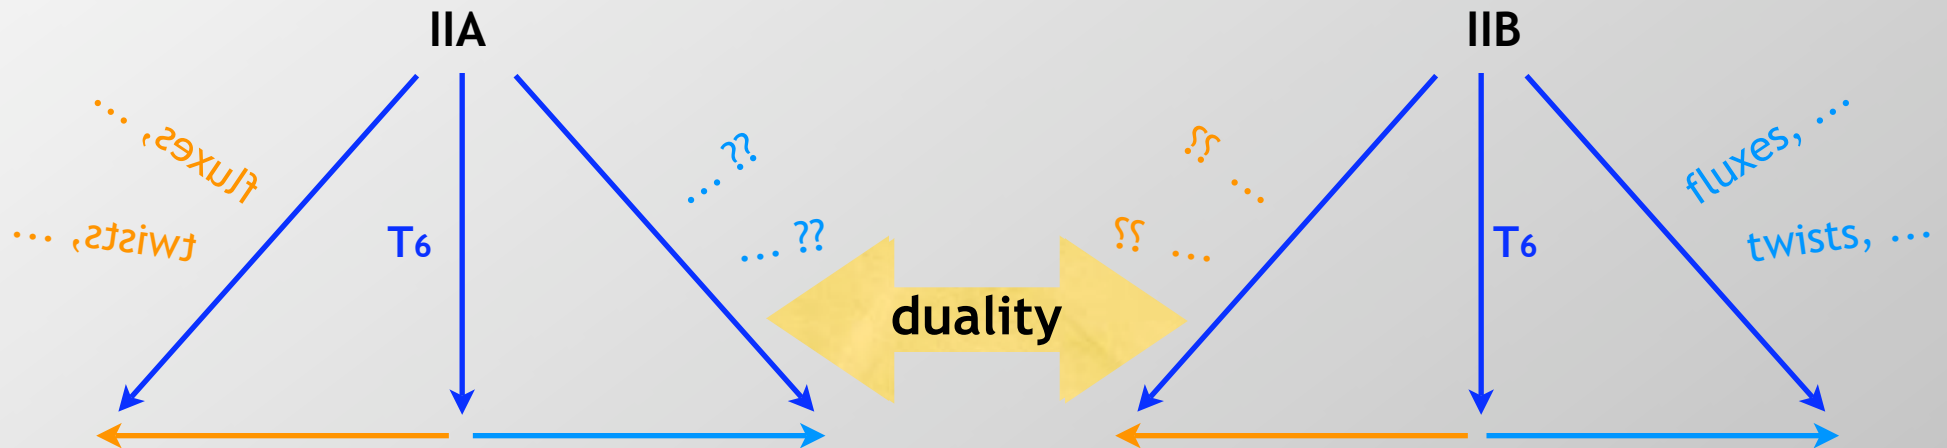 IIA
IIB
fluxes, ...
twists, ...
T6
... ??
... ??
?? ...
?? ...
duality
T6
fluxes, ...
twists, ...